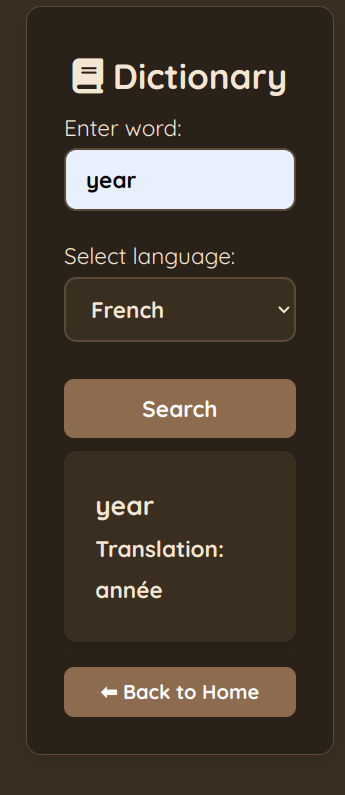 Dictionary
Enter word:
year
Select language:
French
Search
year
Translation:
année
⬅ Back to Home